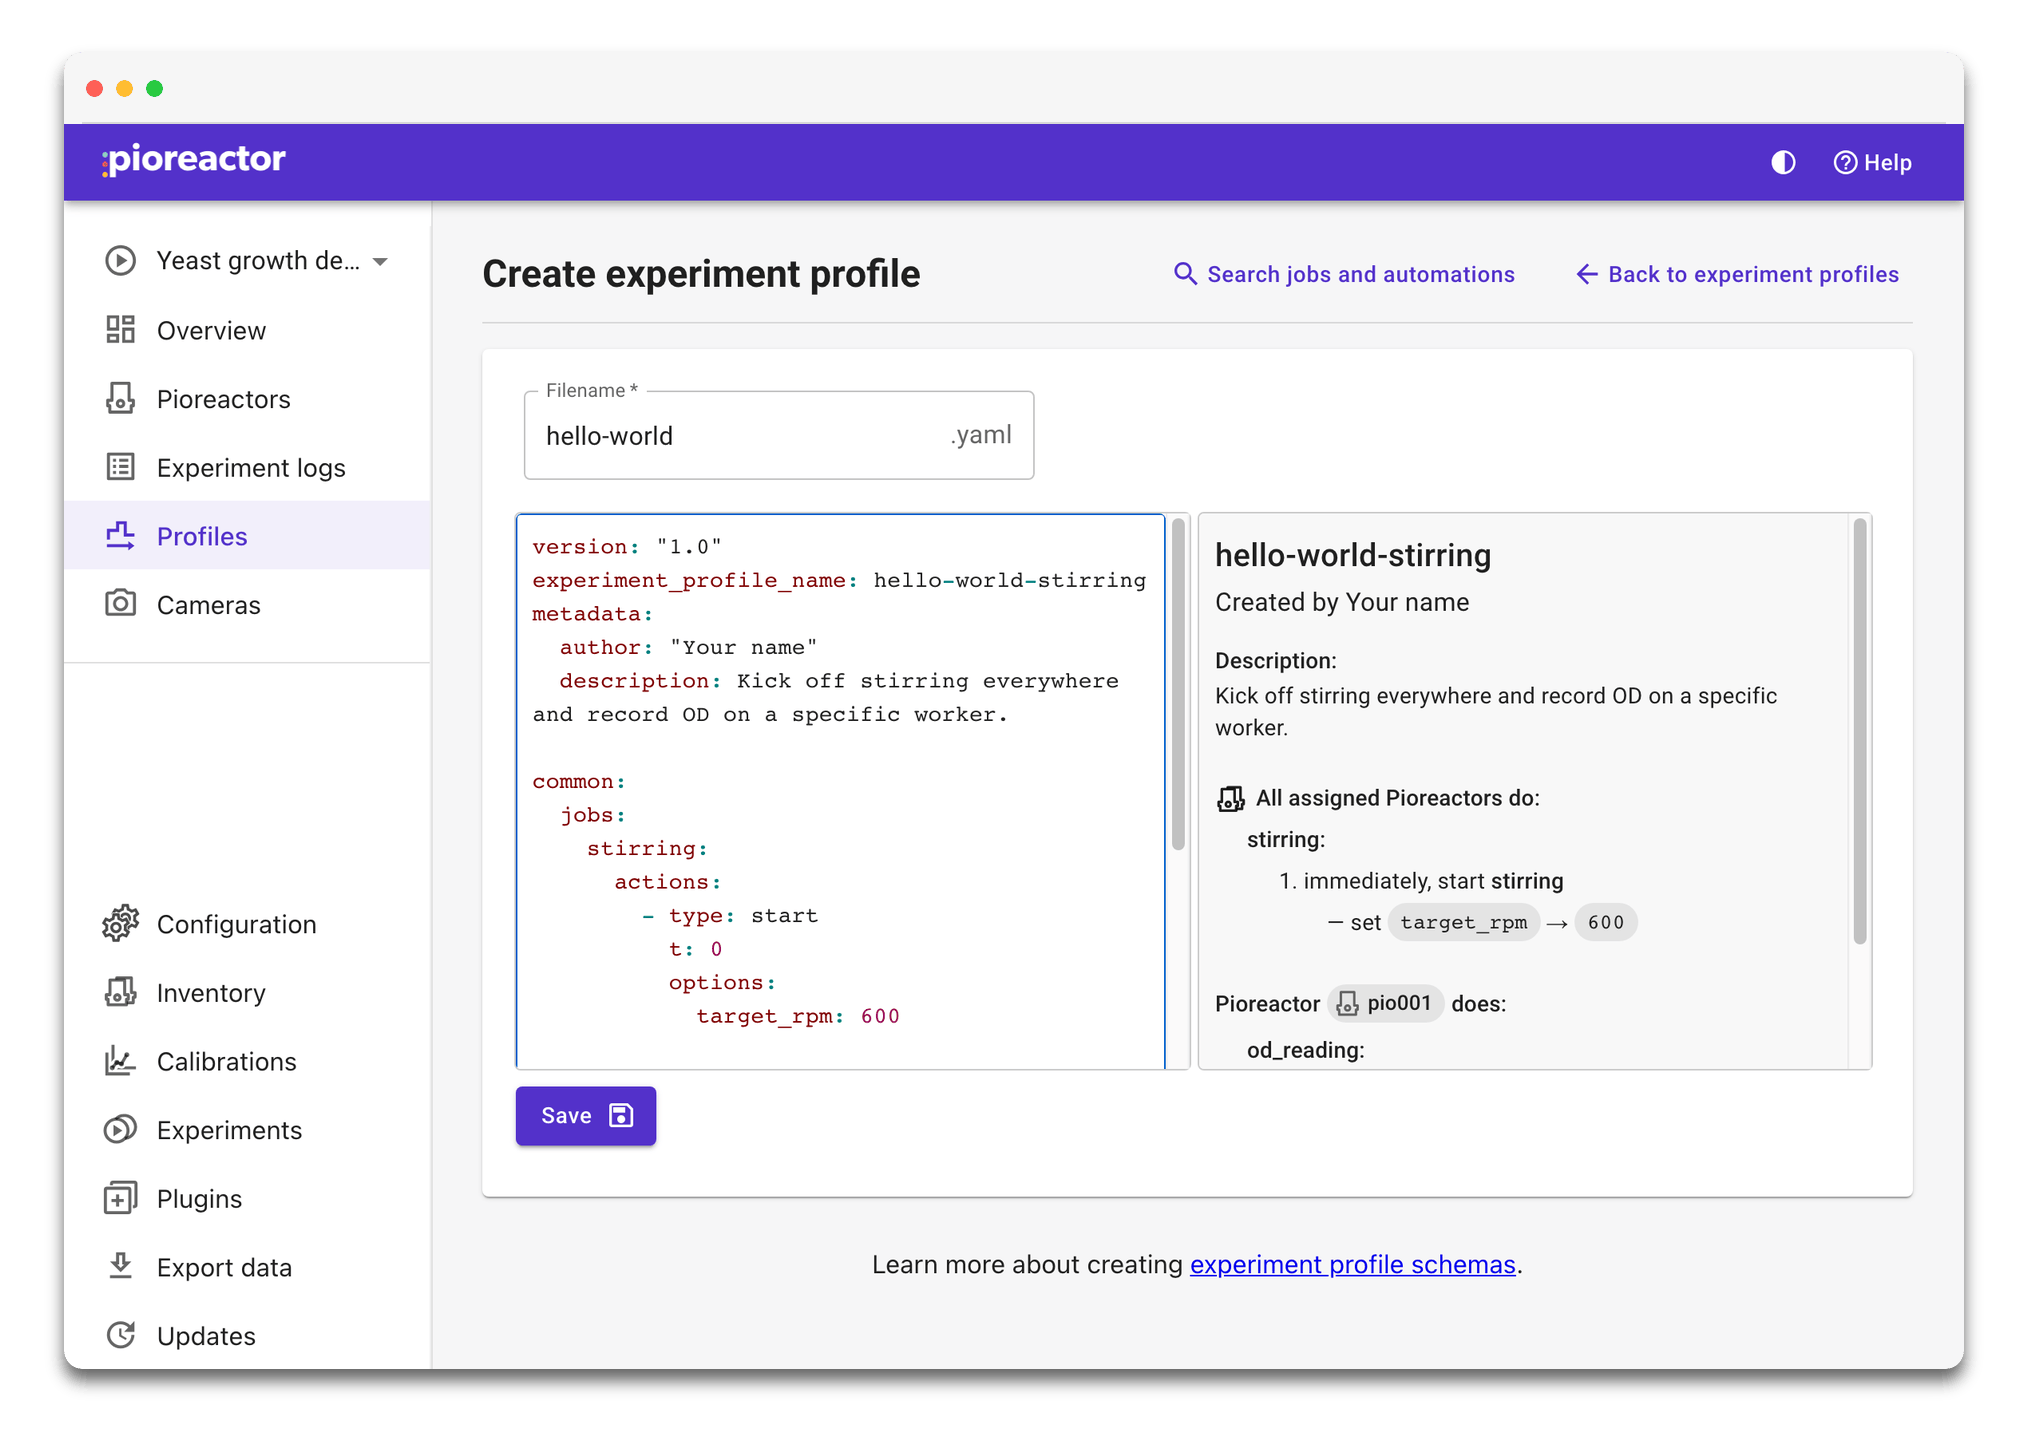 pioreactor
Help
Yeast growth de...
Overview
Pioreactors
Experiment logs
Profiles
Cameras
Configuration
Inventory
Calibrations
Experiments
Plugins
Export data
Updates
Create experiment profile
Search jobs and automations
Back to experiment profiles
Filename *
hello-world
.yaml
version: "1.0"
experiment_profile_name: hello-world-stirring
metadata:
  author: "Your name"
  description: Kick off stirring everywhere
and record OD on a specific worker.
common:
  jobs:
    stirring:
      actions:
        - type: start
          t: 0
          options:
            target_rpm: 600
hello-world-stirring
Created by Your name
Description:
Kick off stirring everywhere and record OD on a specific
worker.
All assigned Pioreactors do:
stirring:
1. immediately, start stirring
— set target_rpm → 600
Pioreactor pio001 does:
od_reading:
Save
Learn more about creating experiment profile schemas.